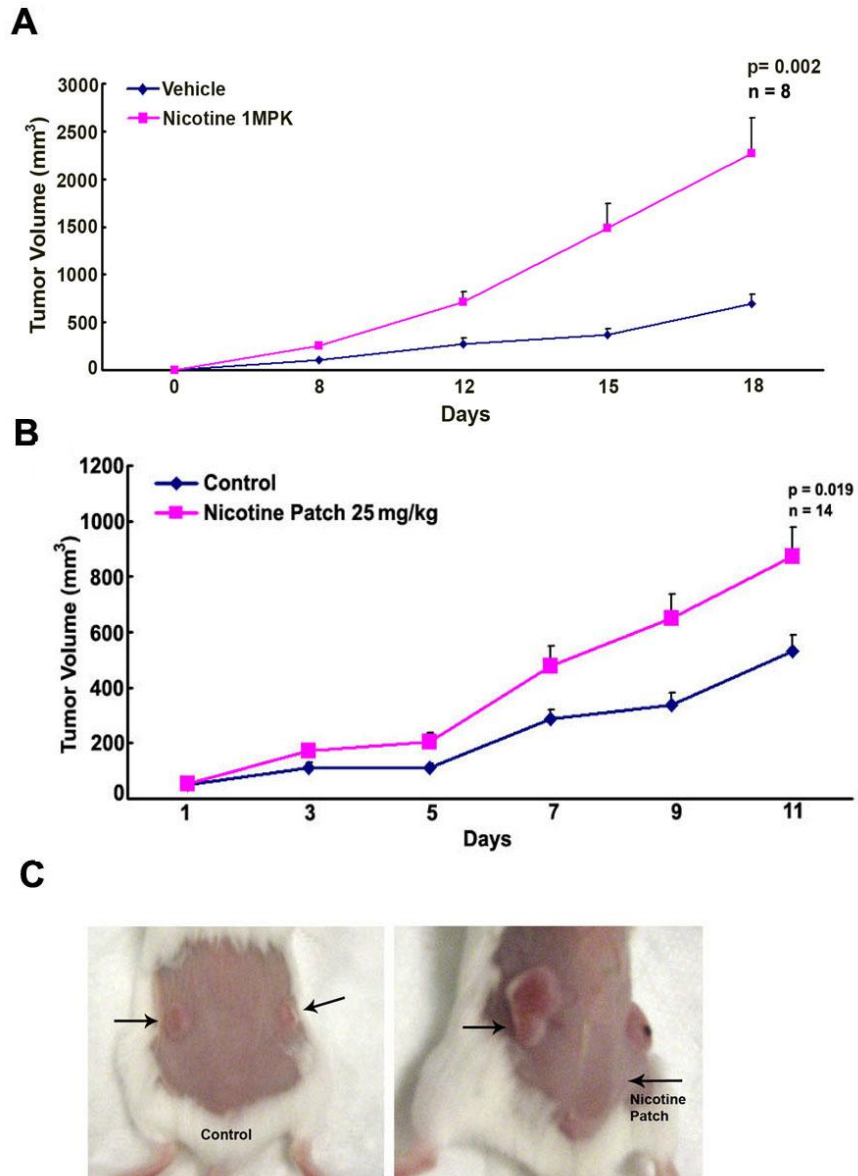 A
p= 0.002
n = 8
Vehicle
Nicotine 1MPK
Tumor Volume (mm³)
3000
2500
2000
1500
1000
500
0
0 8 12 15 18
Days
B
p = 0.019
n = 14
Control
Nicotine Patch 25 mg/kg
Tumor Volume (mm³)
1200
1000
800
600
400
200
0
1 3 5 7 9 11
Days
C
Control
Nicotine
Patch